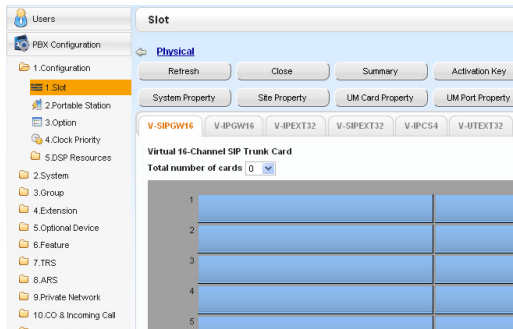 Users
PBX Configuration
1.Configuration
1.Slot
2.Portable Station
3.Option
4.Clock Priority
5.DSP Resources
2.System
3.Group
4.Extension
5.Optional Device
6.Feature
7.TRS
8.ARS
9.Private Network
10.CO & Incoming Call
Slot
Physical
Refresh Close Summary Activation Key
System Property Site Property UM Card Property UM Port Property
V-SIPGW16 V-IPGW16 V-IPEXT32 V-SIPEXT32 V-IPCS4 V-UTEXT32
Virtual 16-Channel SIP Trunk Card
Total number of cards 0
1
2
3
4
5